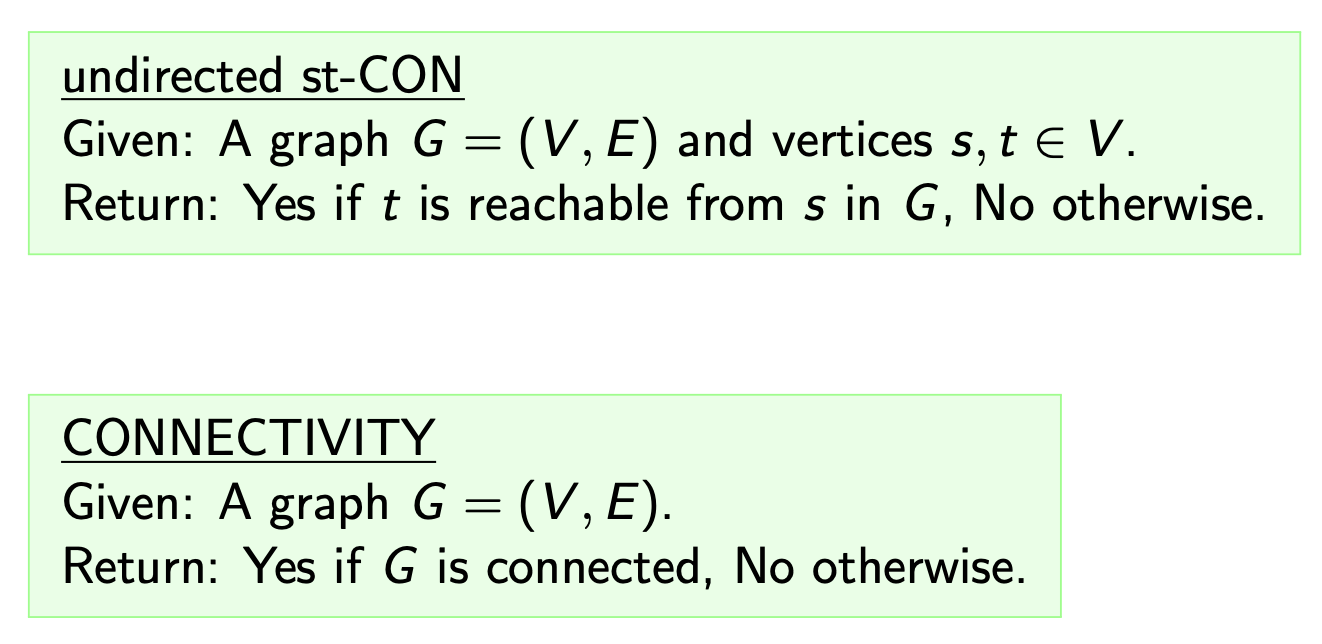 undirected st-CON
Given: A graph G = (V, E) and vertices s, t ∈ V.
Return: Yes if t is reachable from s in G, No otherwise.
CONNECTIVITY
Given: A graph G = (V, E).
Return: Yes if G is connected, No otherwise.